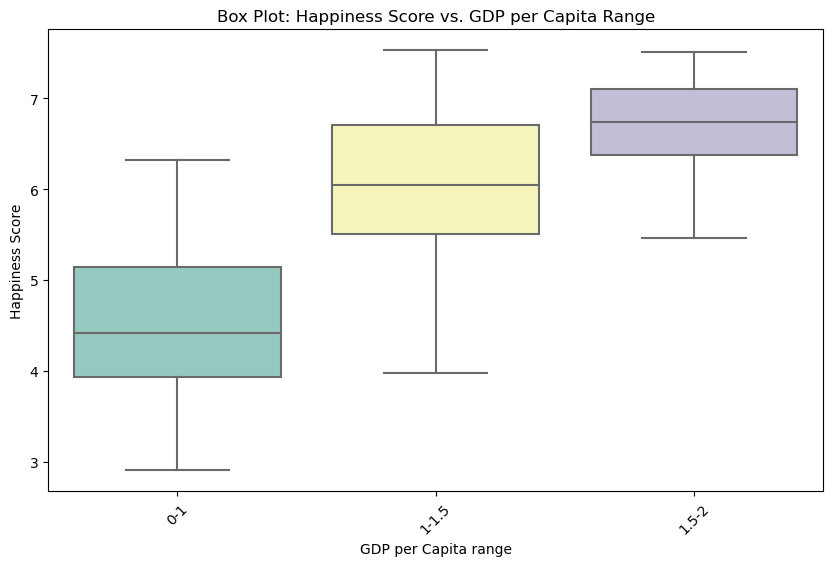 Box Plot: Happiness Score vs. GDP per Capita Range
Happiness Score
7
6
5
4
3
0-1
1-1.5
1.5-2
GDP per Capita range